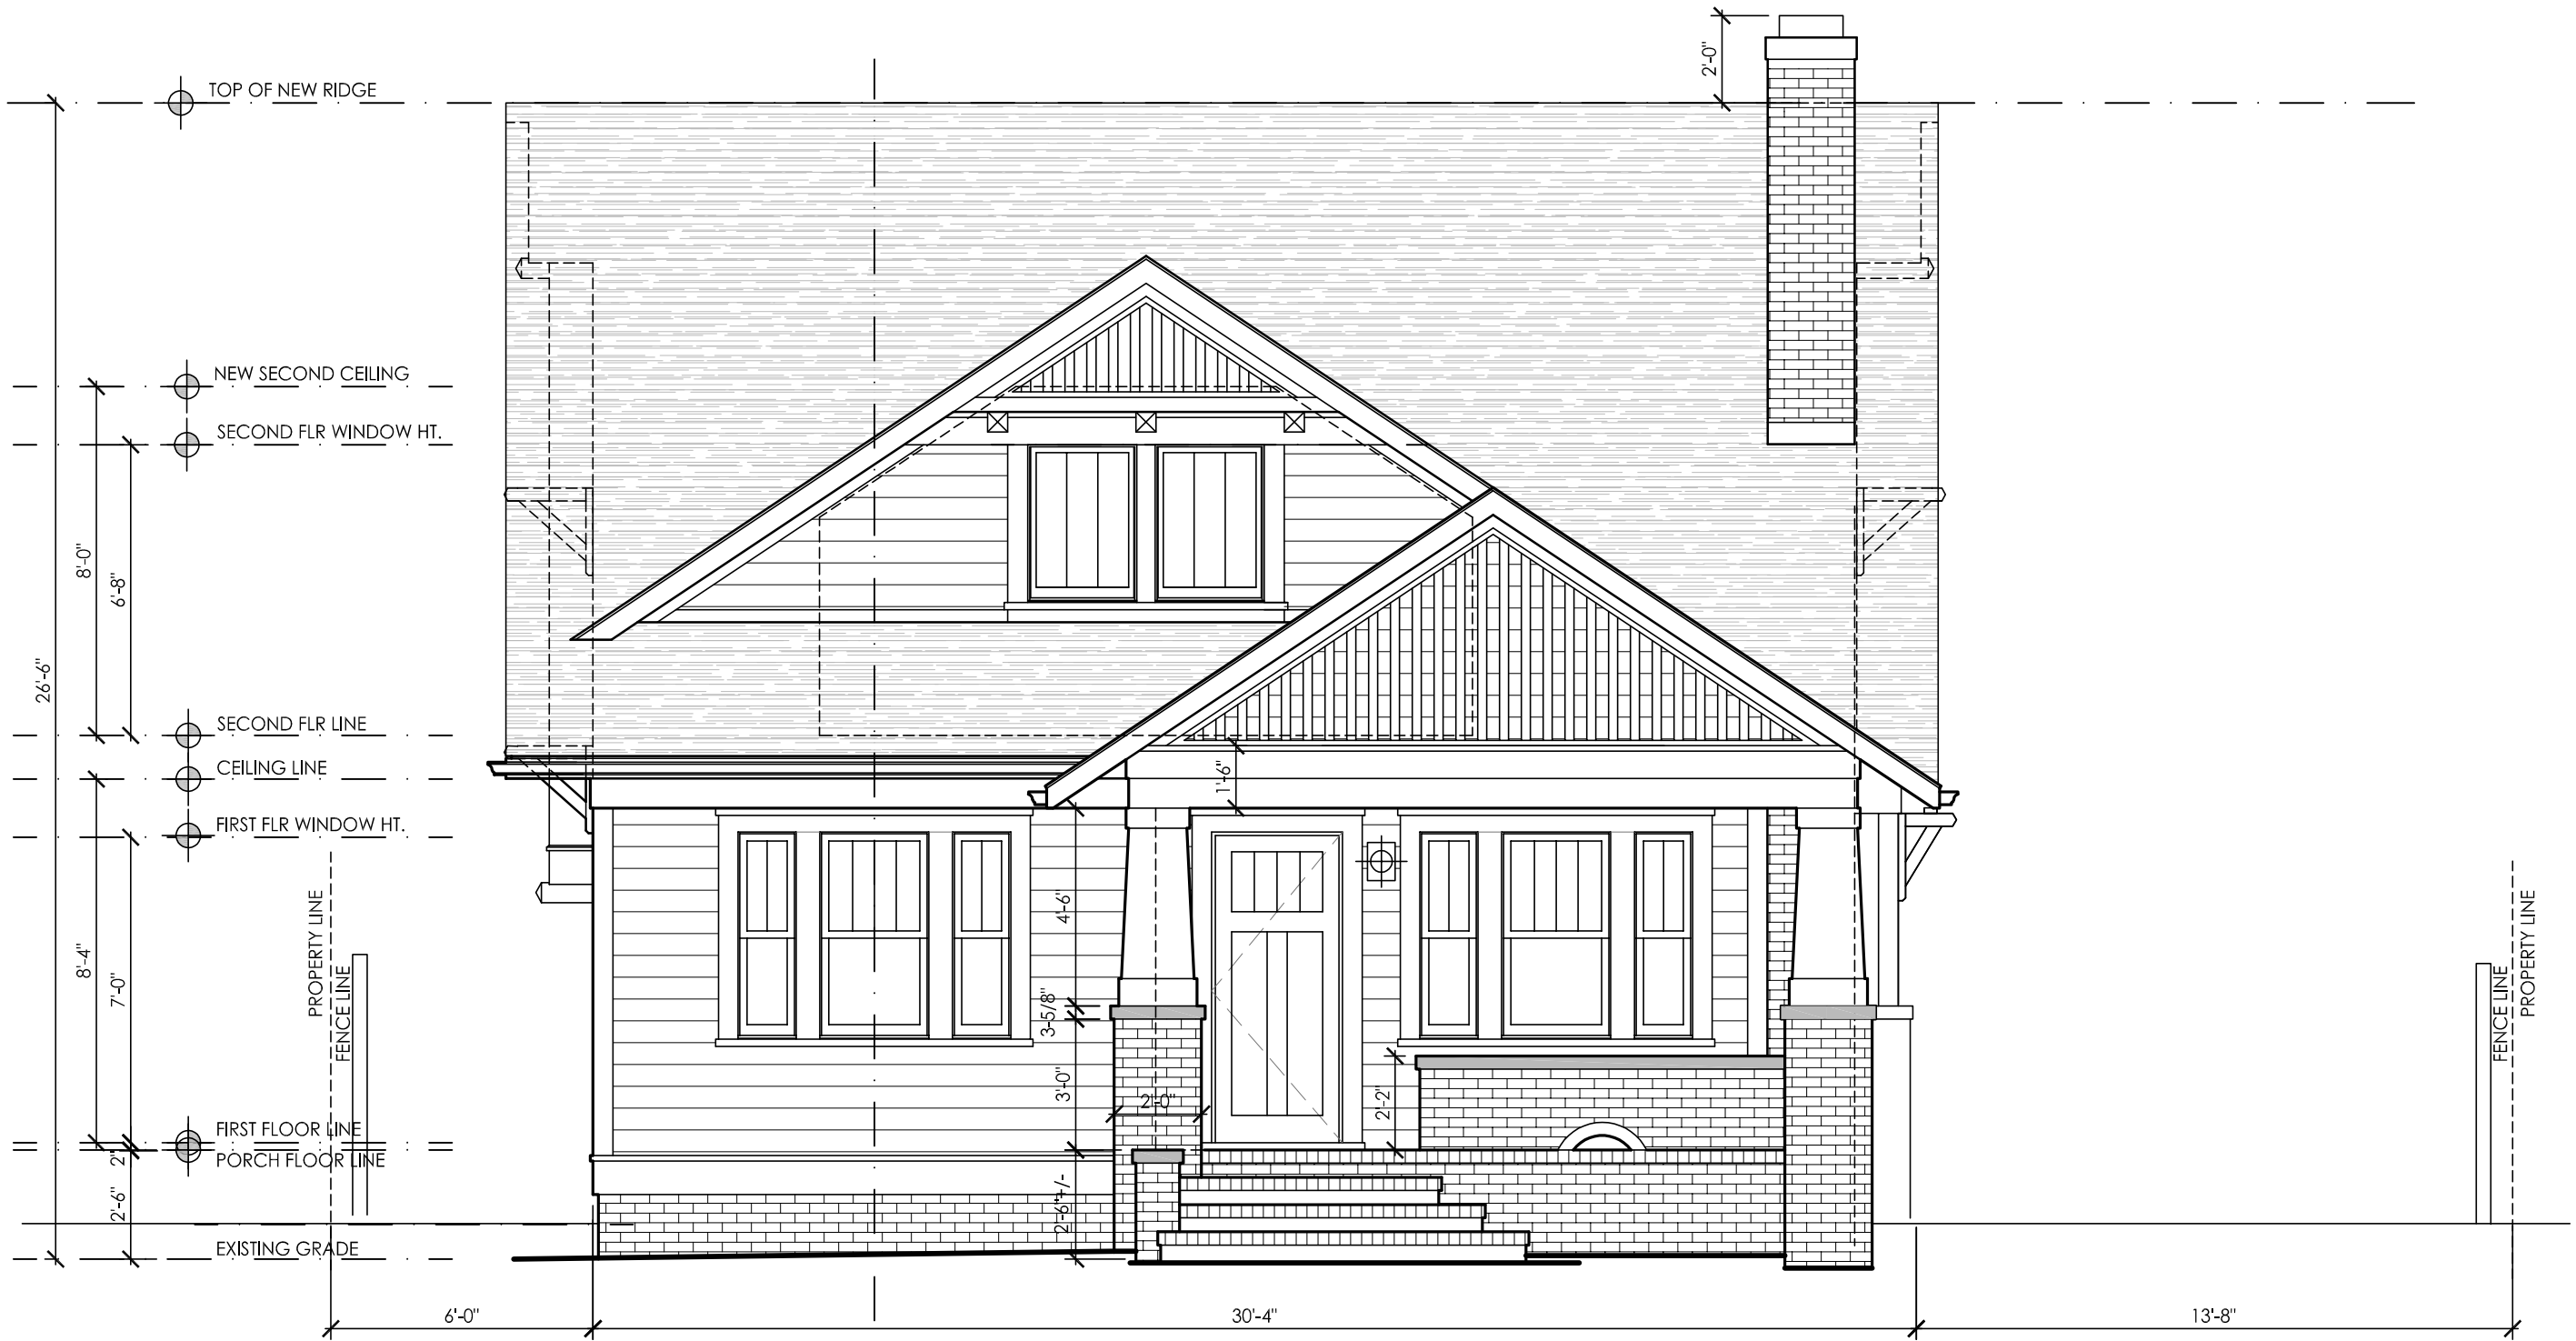 2'-0"
TOP OF NEW RIDGE
NEW SECOND CEILING
SECOND FLR WINDOW HT.
8'-0"
6'-8"
26'-6"
SECOND FLR LINE
CEILING LINE
FIRST FLR WINDOW HT.
1'-6"
4'-6"
8'-4"
7'-0"
PROPERTY LINE
FENCE LINE
3-5/8"
3'-0"
2'-0"
2'-2"
FENCE LINE
PROPERTY LINE
FIRST FLOOR LINE
2"
PORCH FLOOR LINE
2'-6"
2'-6"+/-
EXISTING GRADE
6'-0"
30'-4"
13'-8"